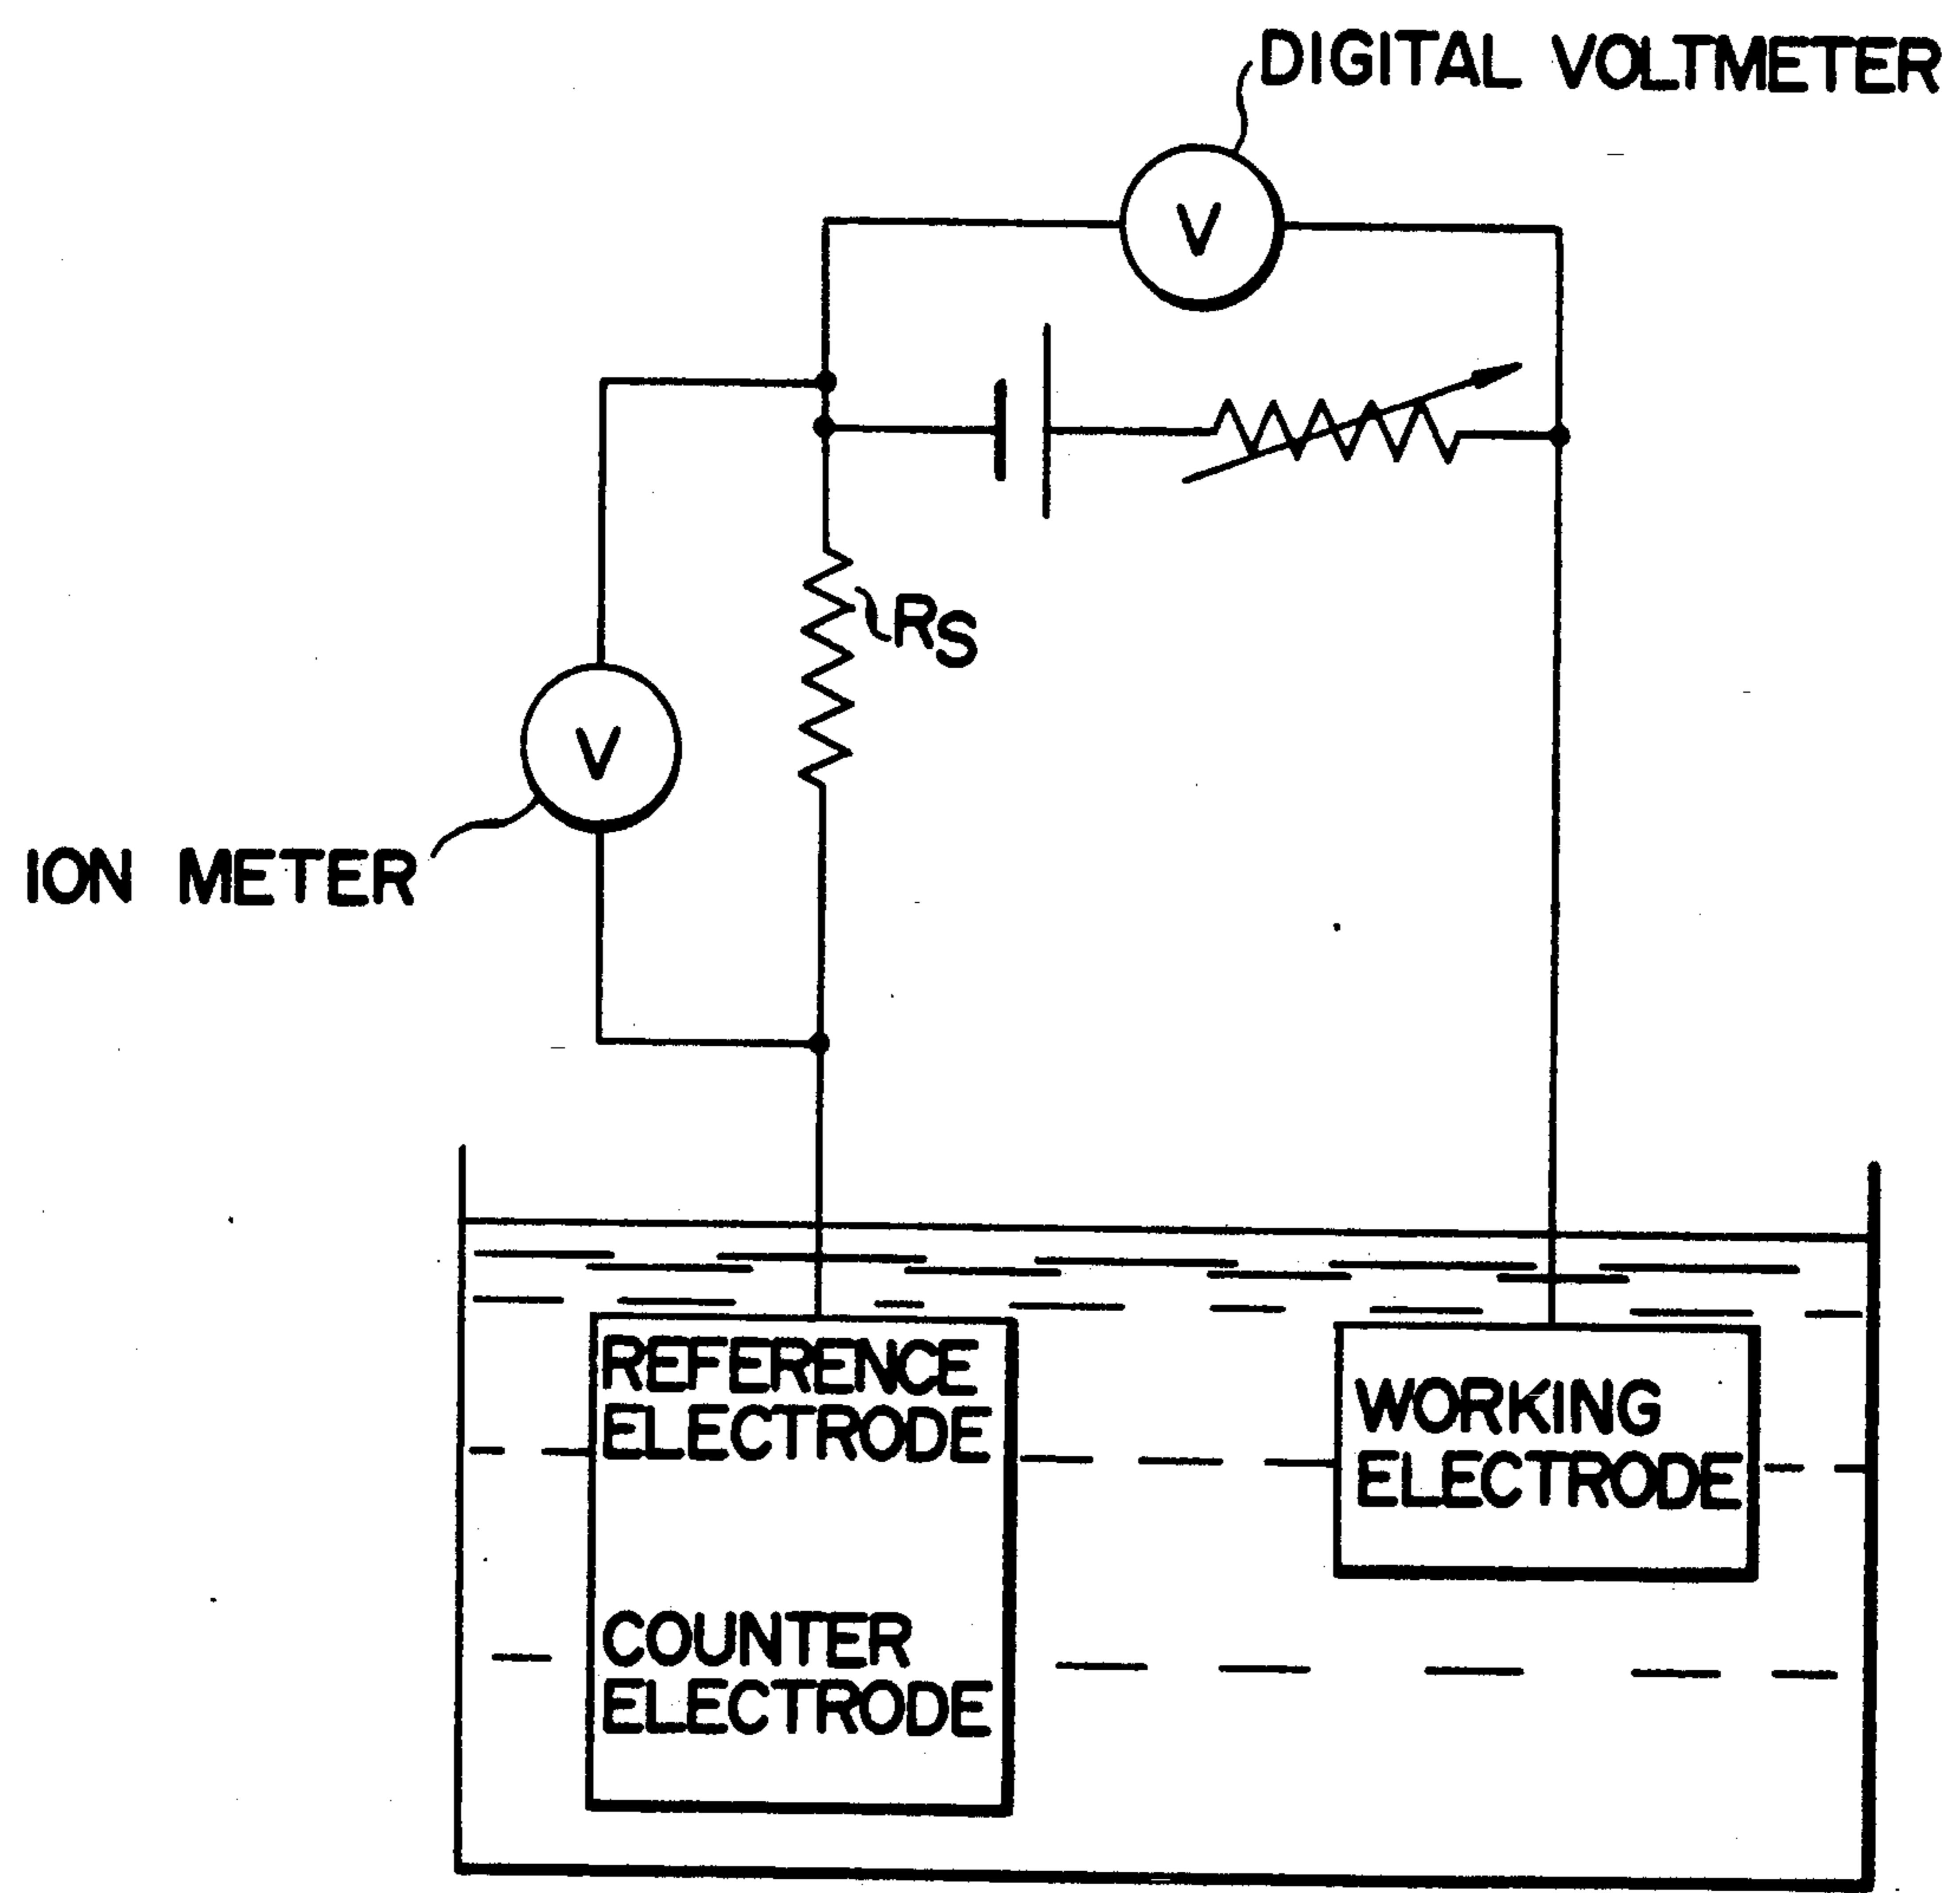 DIGITAL VOLTMETER
V
RS
V
ION METER
REFERENCE
ELECTRODE
WORKING
ELECTRODE
COUNTER
ELECTRODE